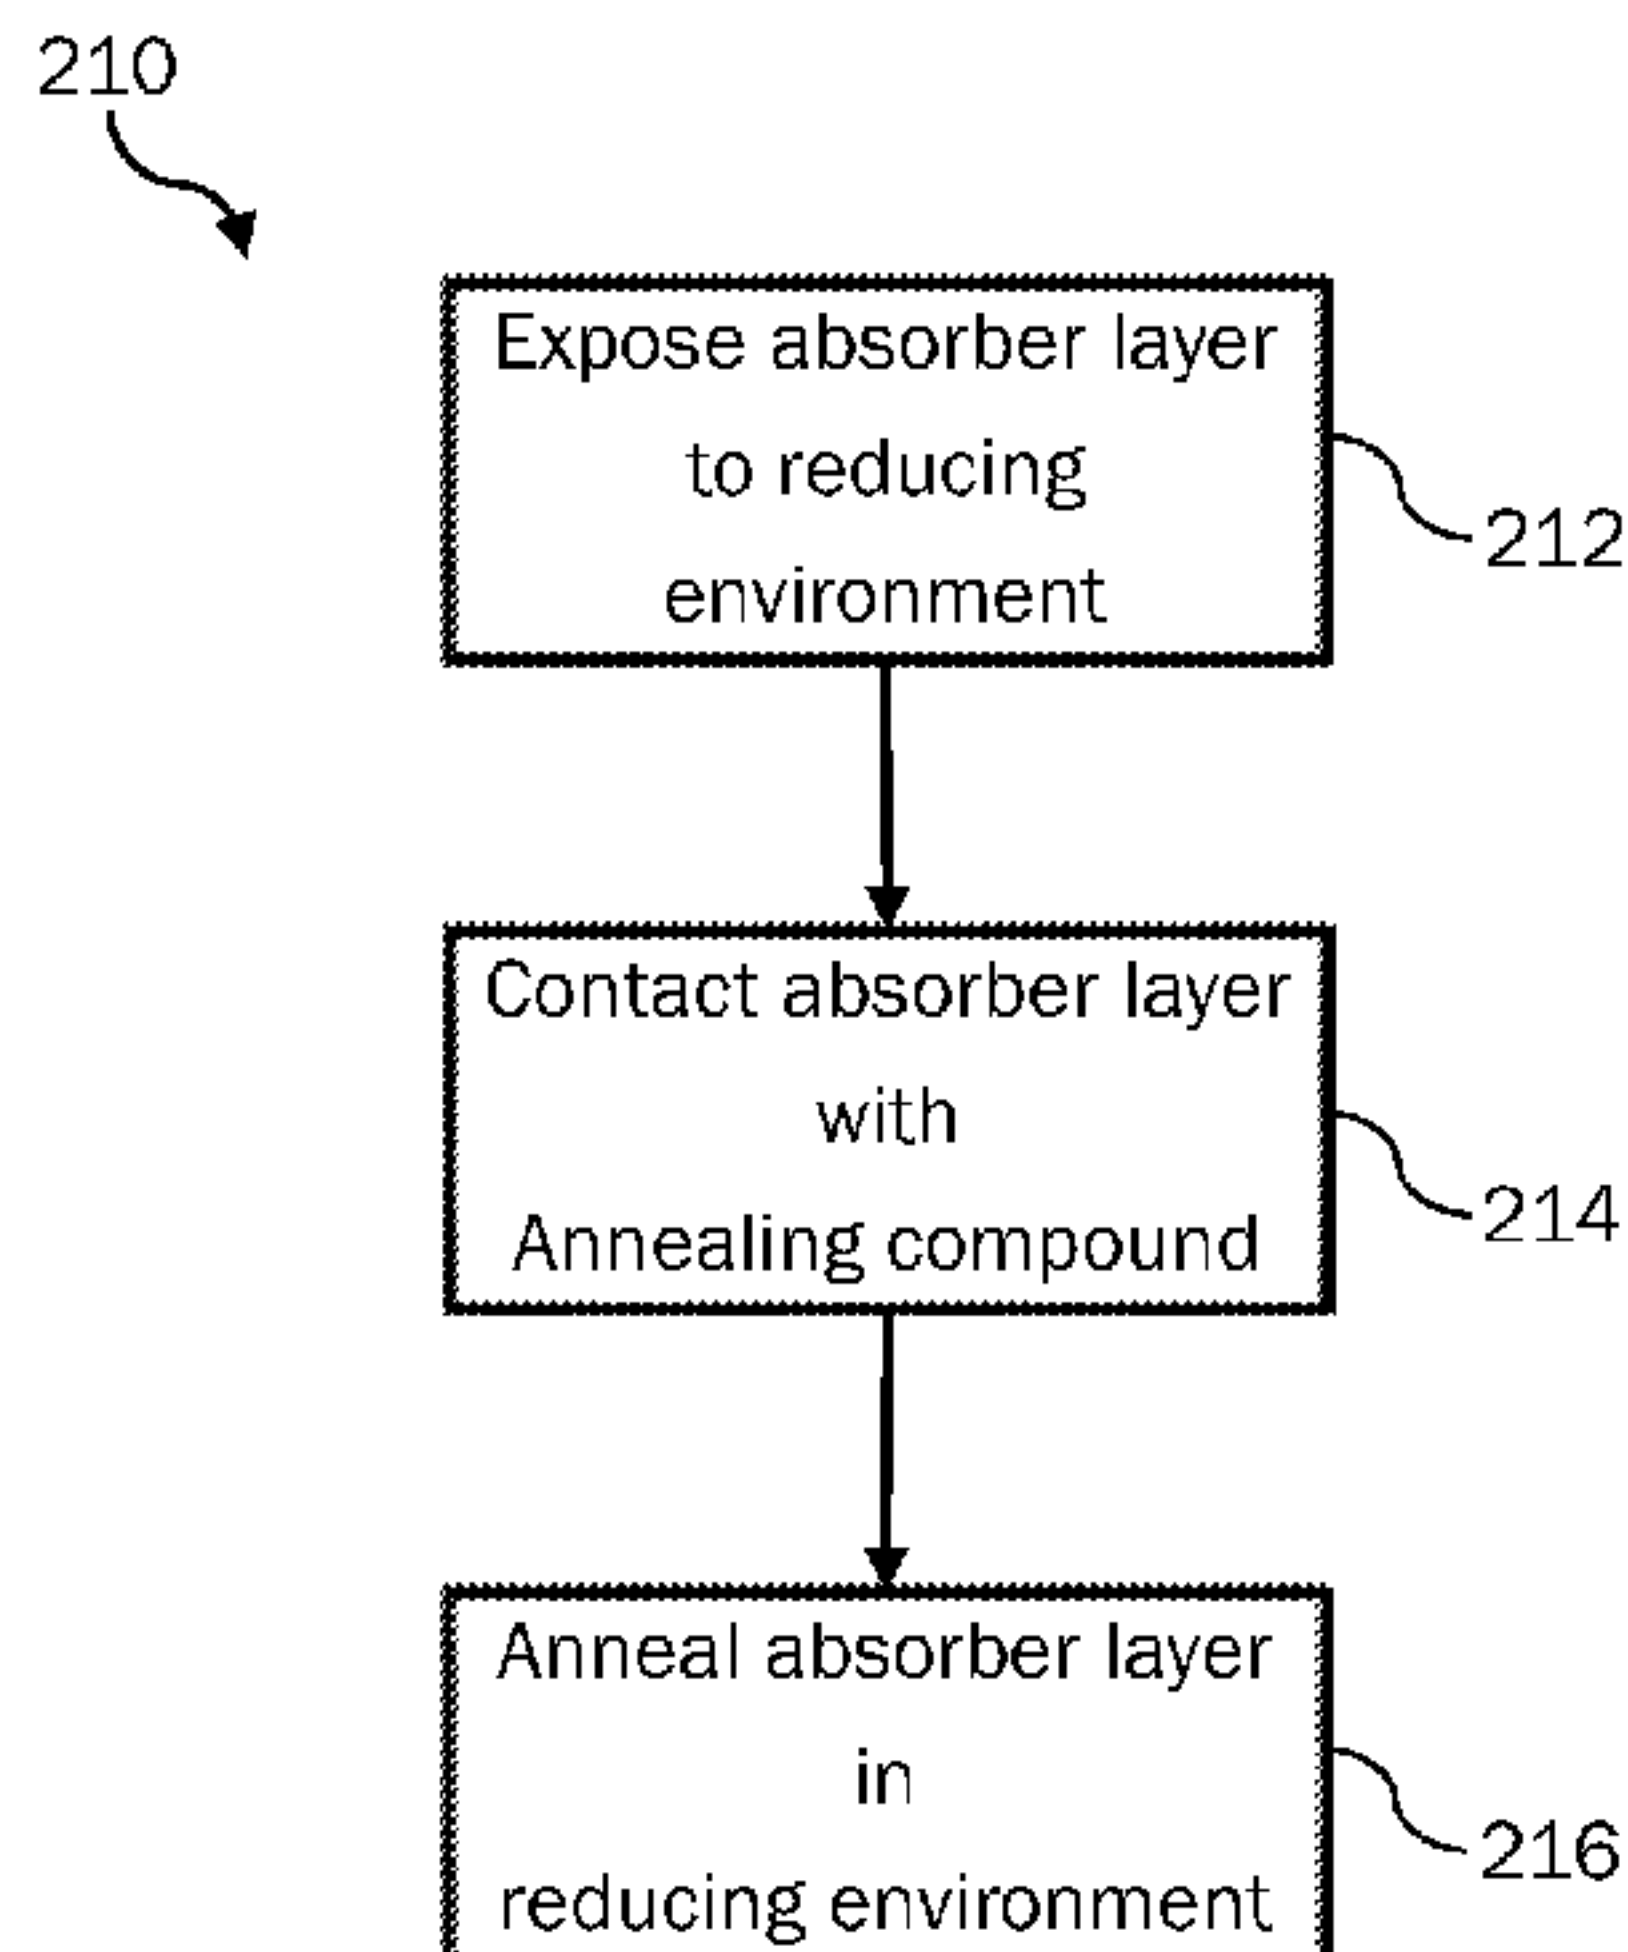 210
Expose absorber layer
to reducing
environment
212
Contact absorber layer
with
Annealing compound
214
Anneal absorber layer
in
reducing environment
216